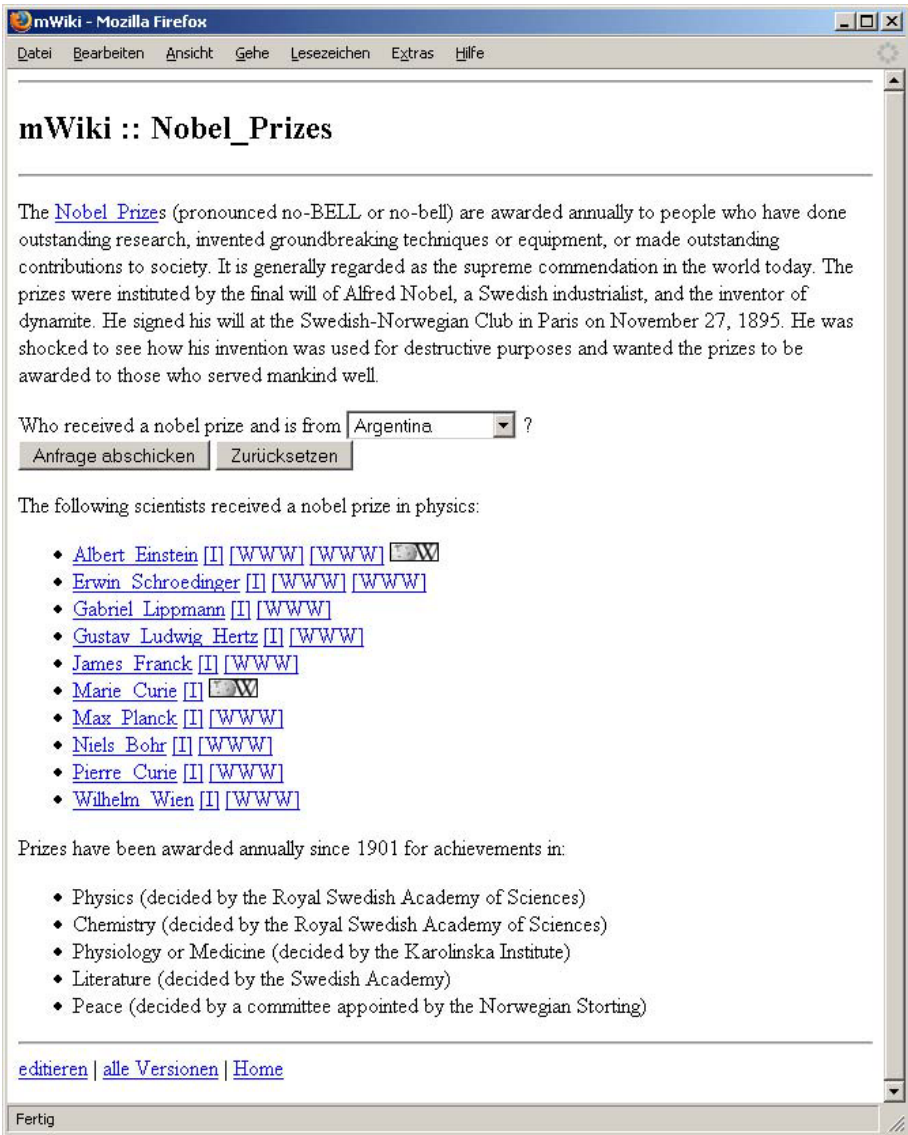 mWiki - Mozilla Firefox
Datei Bearbeiten Ansicht Gehe Lesezeichen Extras Hilfe
mWiki :: Nobel_Prizes
The Nobel_Prizes (pronounced no-BELL or no-bell) are awarded annually to people who have done
outstanding research, invented groundbreaking techniques or equipment, or made outstanding
contributions to society. It is generally regarded as the supreme commendation in the world today. The
prizes were instituted by the final will of Alfred Nobel, a Swedish industrialist, and the inventor of
dynamite. He signed his will at the Swedish-Norwegian Club in Paris on November 27, 1895. He was
shocked to see how his invention was used for destructive purposes and wanted the prizes to be
awarded to those who served mankind well.
Who received a nobel prize and is from Argentina ?
Anfrage abschicken Zurücksetzen
The following scientists received a nobel prize in physics:
• Albert_Einstein [I] [WWW] [WWW] W
• Erwin_Schroedinger [I] [WWW] [WWW]
• Gabriel_Lippmann [I] [WWW]
• Gustav_Ludwig_Hertz [I] [WWW]
• James_Franck [I] [WWW]
• Marie_Curie [I] W
• Max_Planck [I] [WWW]
• Niels_Bohr [I] [WWW]
• Pierre_Curie [I] [WWW]
• Wilhelm_Wien [I] [WWW]
Prizes have been awarded annually since 1901 for achievements in:
• Physics (decided by the Royal Swedish Academy of Sciences)
• Chemistry (decided by the Royal Swedish Academy of Sciences)
• Physiology or Medicine (decided by the Karolinska Institute)
• Literature (decided by the Swedish Academy)
• Peace (decided by a committee appointed by the Norwegian Storting)
editieren | alle Versionen | Home
Fertig